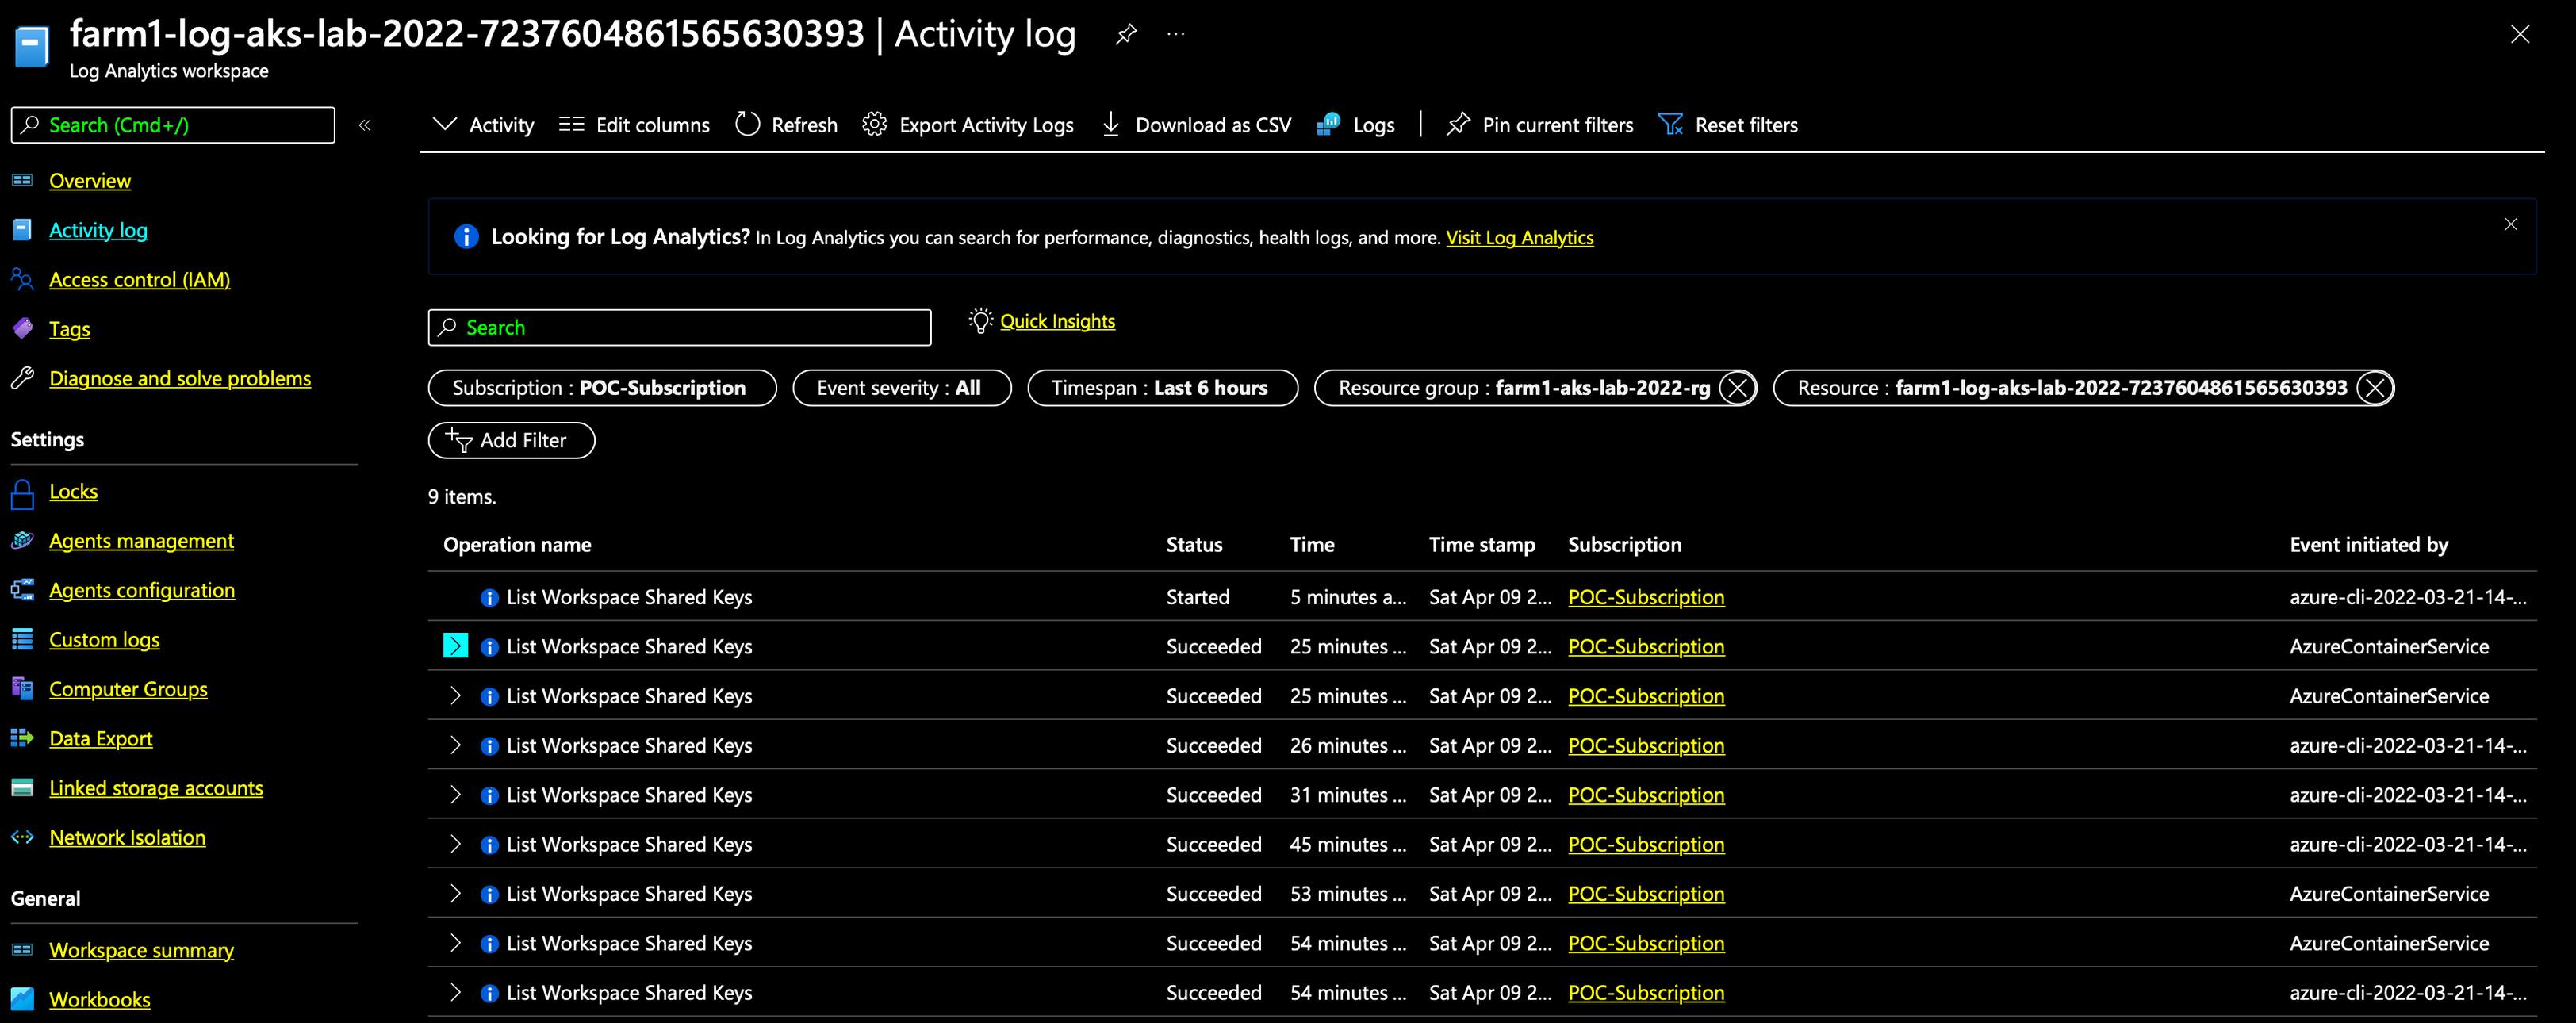 farm1-log-aks-lab-2022-7237604861565630393 | Activity log
Log Analytics workspace
Search (Cmd+/)
Overview
Activity log
Access control (IAM)
Tags
Diagnose and solve problems
Settings
Locks
Agents management
Agents configuration
Custom logs
Computer Groups
Data Export
Linked storage accounts
Network Isolation
General
Workspace summary
Workbooks
Activity Edit columns Refresh Export Activity Logs Download as CSV Logs Pin current filters Reset filters
Looking for Log Analytics? In Log Analytics you can search for performance, diagnostics, health logs, and more. Visit Log Analytics
Search Quick Insights
Subscription : POC-Subscription Event severity : All Timespan : Last 6 hours Resource group : farm1-aks-lab-2022-rg Resource : farm1-log-aks-lab-2022-7237604861565630393
Add Filter
9 items.
Operation name Status Time Time stamp Subscription Event initiated by
List Workspace Shared Keys Started 5 minutes a... Sat Apr 09 2... POC-Subscription azure-cli-2022-03-21-14-...
List Workspace Shared Keys Succeeded 25 minutes ... Sat Apr 09 2... POC-Subscription AzureContainerService
List Workspace Shared Keys Succeeded 25 minutes ... Sat Apr 09 2... POC-Subscription AzureContainerService
List Workspace Shared Keys Succeeded 26 minutes ... Sat Apr 09 2... POC-Subscription azure-cli-2022-03-21-14-...
List Workspace Shared Keys Succeeded 31 minutes ... Sat Apr 09 2... POC-Subscription azure-cli-2022-03-21-14-...
List Workspace Shared Keys Succeeded 45 minutes ... Sat Apr 09 2... POC-Subscription azure-cli-2022-03-21-14-...
List Workspace Shared Keys Succeeded 53 minutes ... Sat Apr 09 2... POC-Subscription AzureContainerService
List Workspace Shared Keys Succeeded 54 minutes ... Sat Apr 09 2... POC-Subscription AzureContainerService
List Workspace Shared Keys Succeeded 54 minutes ... Sat Apr 09 2... POC-Subscription azure-cli-2022-03-21-14-...